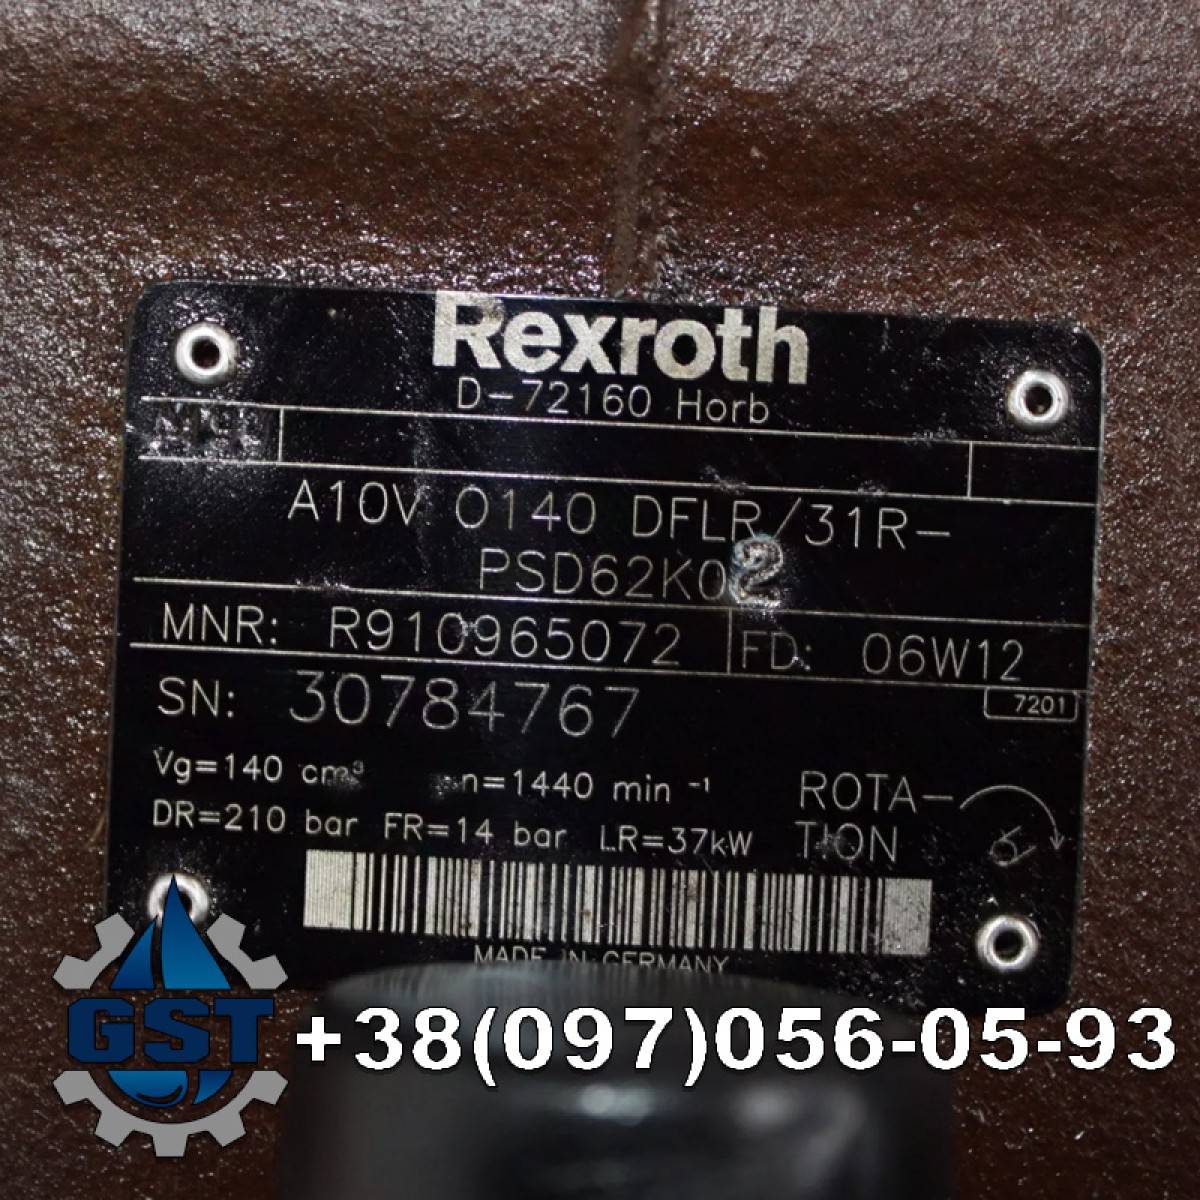 Rexroth
D-72160 Horb
A10V O140 DFLR/31R-
PSD62K02
MNR: R910965072 FD: 06W12
SN: 30784767
7201
Vg=140 cm³ n=1440 min⁻¹
DR=210 bar FR=14 bar LR=37kW
ROTA-
TION
MADE IN GERMANY
GST
+38(097)056-05-93